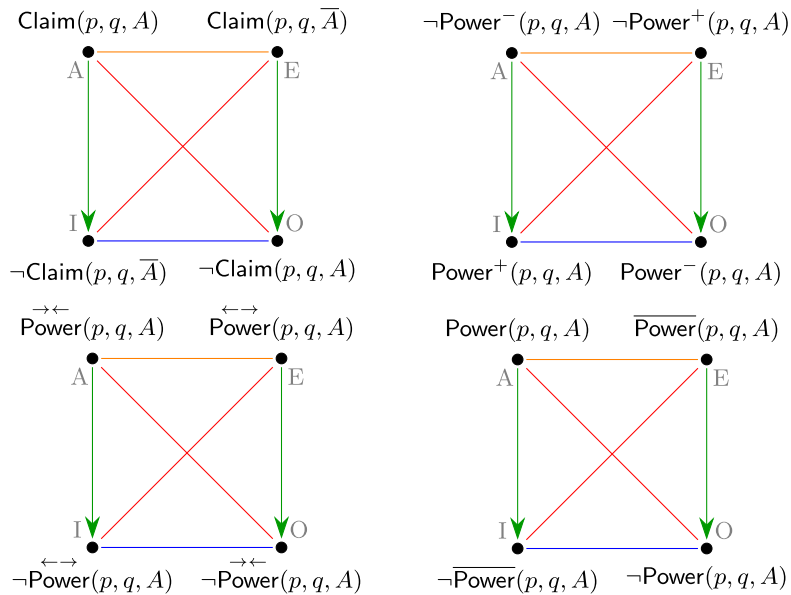 Claim(p, q, A) Claim(p, q, A̅) ¬Power⁻(p, q, A) ¬Power⁺(p, q, A)
A E A E
I O I O
¬Claim(p, q, A̅) ¬Claim(p, q, A) Power⁺(p, q, A) Power⁻(p, q, A)
→← ←→
Power(p, q, A) Power(p, q, A) Power(p, q, A) P̅o̅w̅e̅r̅(p, q, A)
A E A E
I O I O
←→ →←
¬Power(p, q, A) ¬Power(p, q, A) ¬P̅o̅w̅e̅r̅(p, q, A) ¬Power(p, q, A)